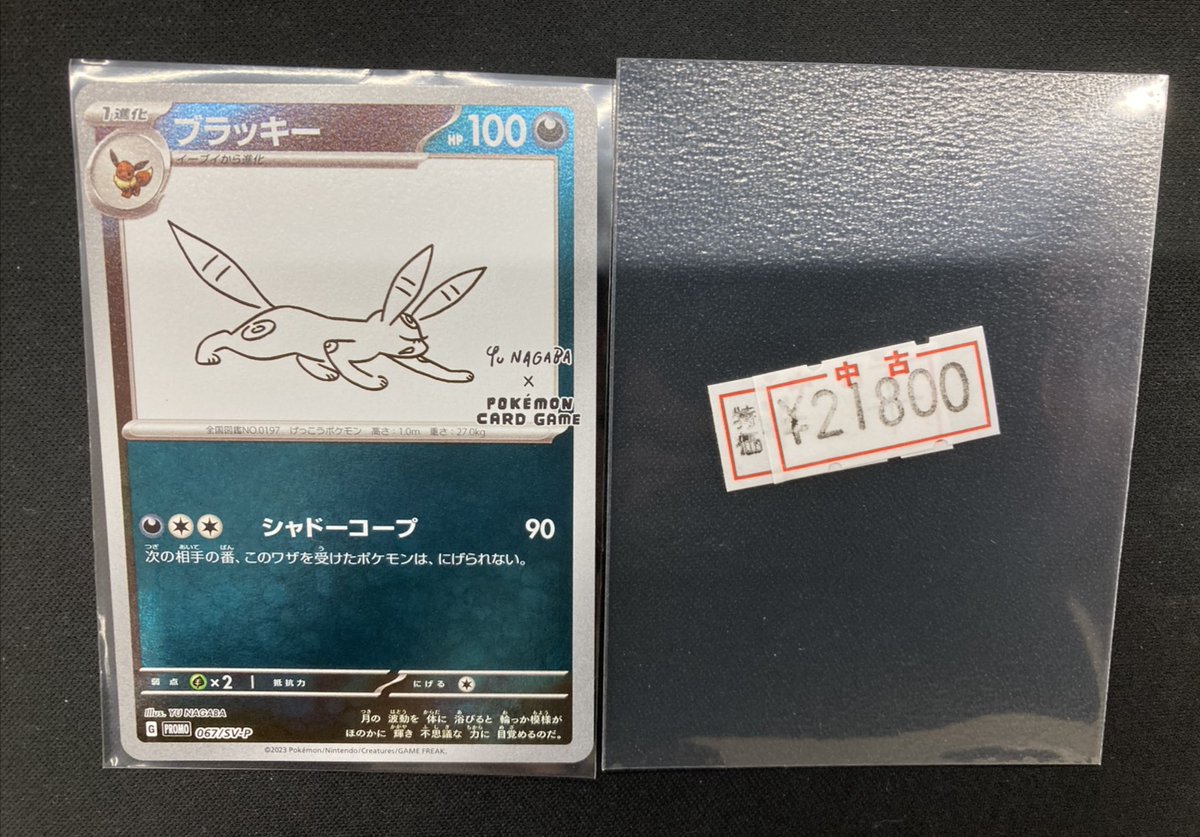 1進化
ブラッキー
HP 100
イーブイから進化
YU NAGABA
×
POKÉMON
CARD GAME
全国図鑑NO.0197 げっこうポケモン 高さ：1.0m 重さ：27.0kg
シャドーコープ 90
次の相手の番、このワザを受けたポケモンは、にげられない。
弱点 ×2 抵抗力 にげる
Illus. YU NAGABA
G PROMO 067/SV-P
月の 波動を 体に 浴びると 輪っか模様が
ほのかに 輝き 不思議な 力に 目覚めるのだ。
©2023 Pokémon/Nintendo/Creatures/GAME FREAK.
中古
特価
¥21800